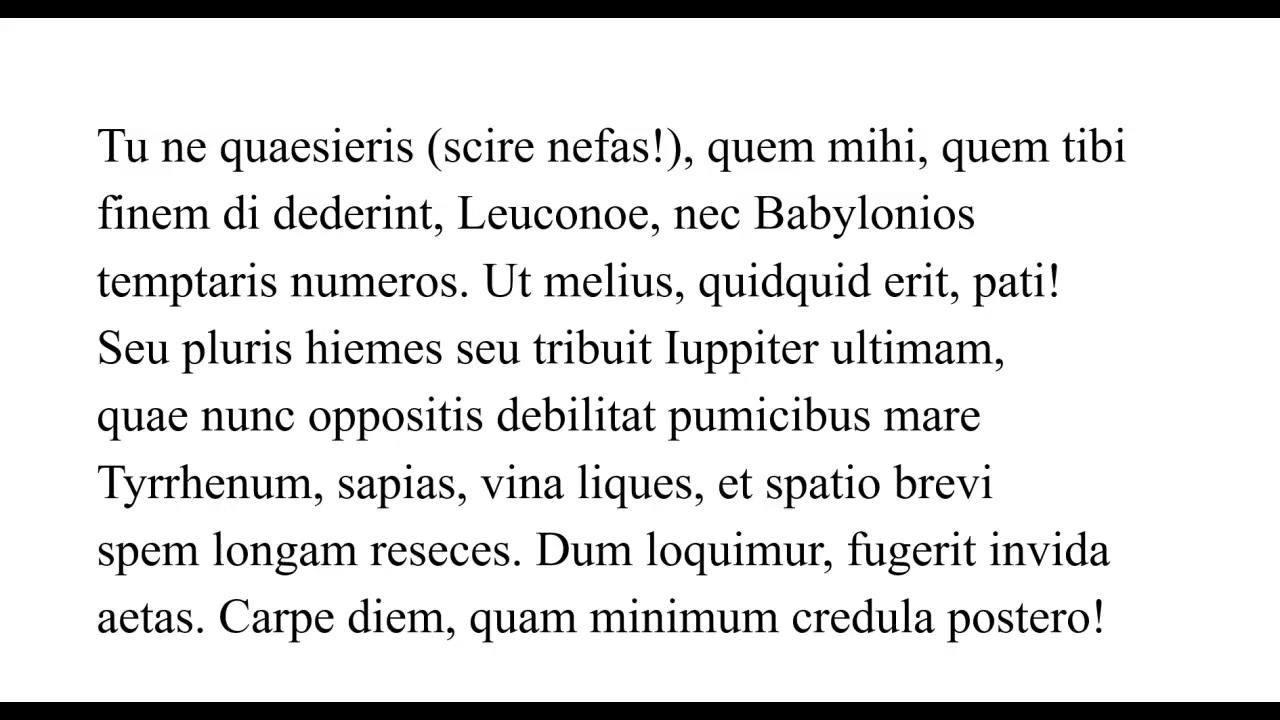 Tu ne quaesieris (scire nefas!), quem mihi, quem tibi
finem di dederint, Leuconoe, nec Babylonios
temptaris numeros. Ut melius, quidquid erit, pati!
Seu pluris hiemes seu tribuit Iuppiter ultimam,
quae nunc oppositis debilitat pumicibus mare
Tyrrhenum, sapias, vina liques, et spatio brevi
spem longam reseces. Dum loquimur, fugerit invida
aetas. Carpe diem, quam minimum credula postero!